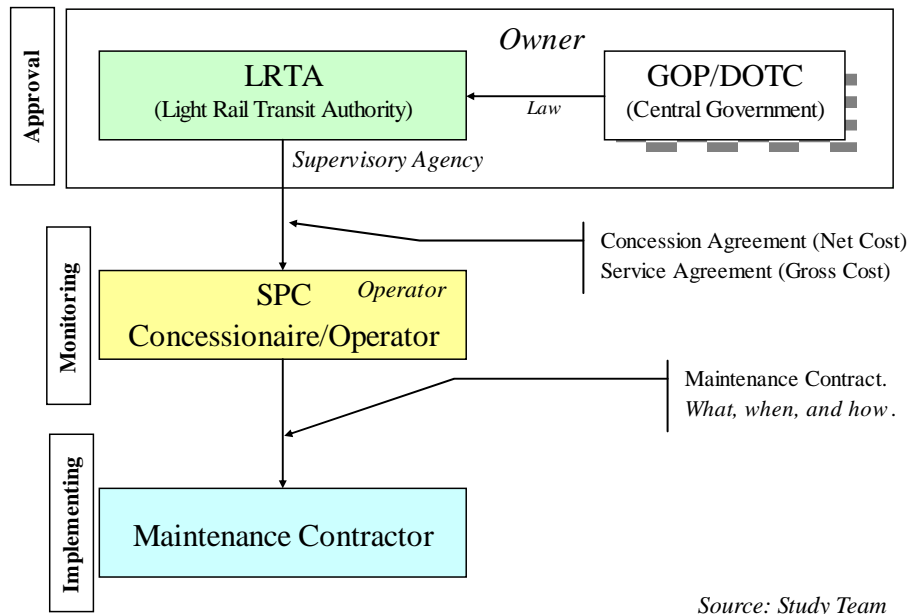 Approval
Owner
LRTA
(Light Rail Transit Authority)
Law
GOP/DOTC
(Central Government)
Supervisory Agency
Concession Agreement (Net Cost)
Service Agreement (Gross Cost)
Monitoring
SPC
Operator
Concessionaire/Operator
Maintenance Contract.
What, when, and how.
Implementing
Maintenance Contractor
Source: Study Team